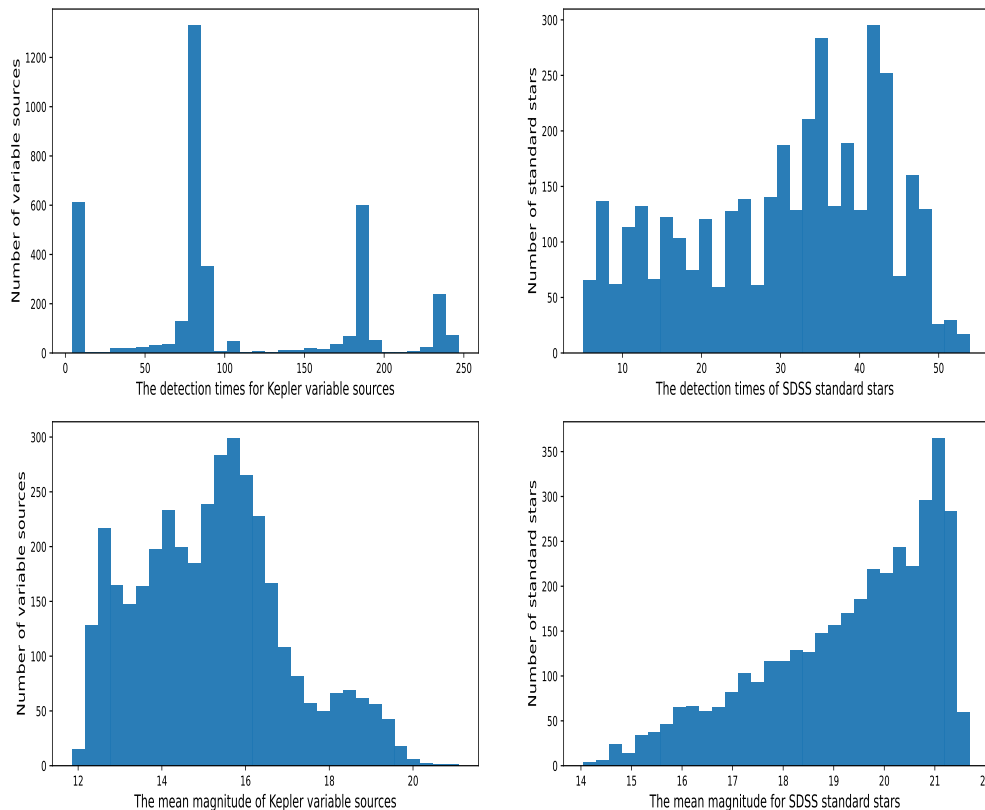 Number of variable sources
1200
1000
800
600
400
200
0
0 50 100 150 200 250
The detection times for Kepler variable sources
Number of standard stars
300
250
200
150
100
50
0
10 20 30 40 50
The detection times of SDSS standard stars
Number of variable sources
300
250
200
150
100
50
0
12 14 16 18 20
The mean magnitude of Kepler variable sources
Number of standard stars
350
300
250
200
150
100
50
0
14 15 16 17 18 19 20 21
The mean magnitude for SDSS standard stars